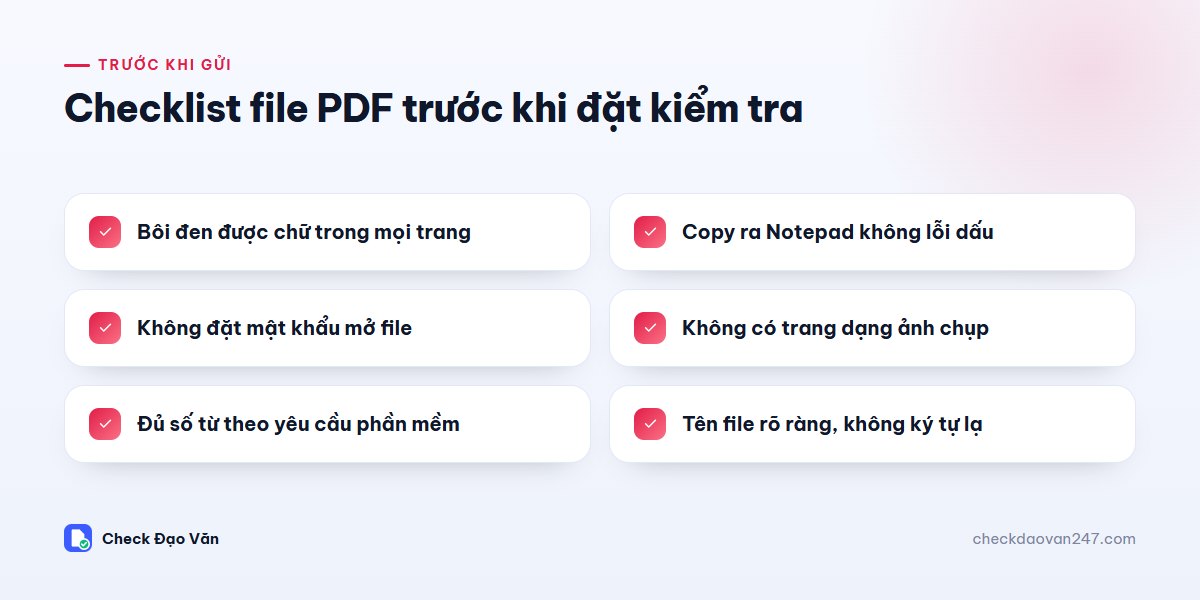 TRƯỚC KHI GỬI
Checklist file PDF trước khi đặt kiểm tra
Bôi đen được chữ trong mọi trang
Copy ra Notepad không lỗi dấu
Không đặt mật khẩu mở file
Không có trang dạng ảnh chụp
Đủ số từ theo yêu cầu phần mềm
Tên file rõ ràng, không ký tự lạ
Check Đạo Văn
checkdaovan247.com